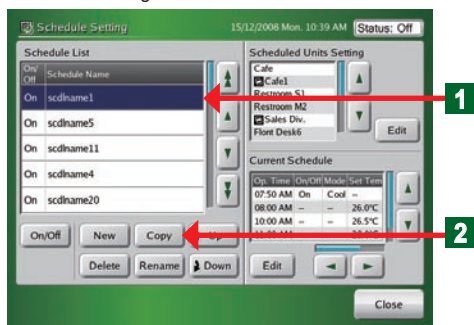 Schedule Setting
15/12/2008 Mon. 10:39 AM
Status: Off
Schedule List
On/Off Schedule Name
On scdlname1
On scdlname5
On scdlname11
On scdlname4
On scdlname20
On/Off
New
Copy
Up
Delete
Rename
Down
Scheduled Units Setting
Cafe
Cafe1
Restroom S1
Restroom M2
Sales Div.
Flont Desk6
Edit
Current Schedule
Op. Time On/Off Mode Set Tem
07:50 AM On Cool –
08:00 AM – – 26.0°C
10:00 AM – – 26.5°C
Edit
Close
1
2